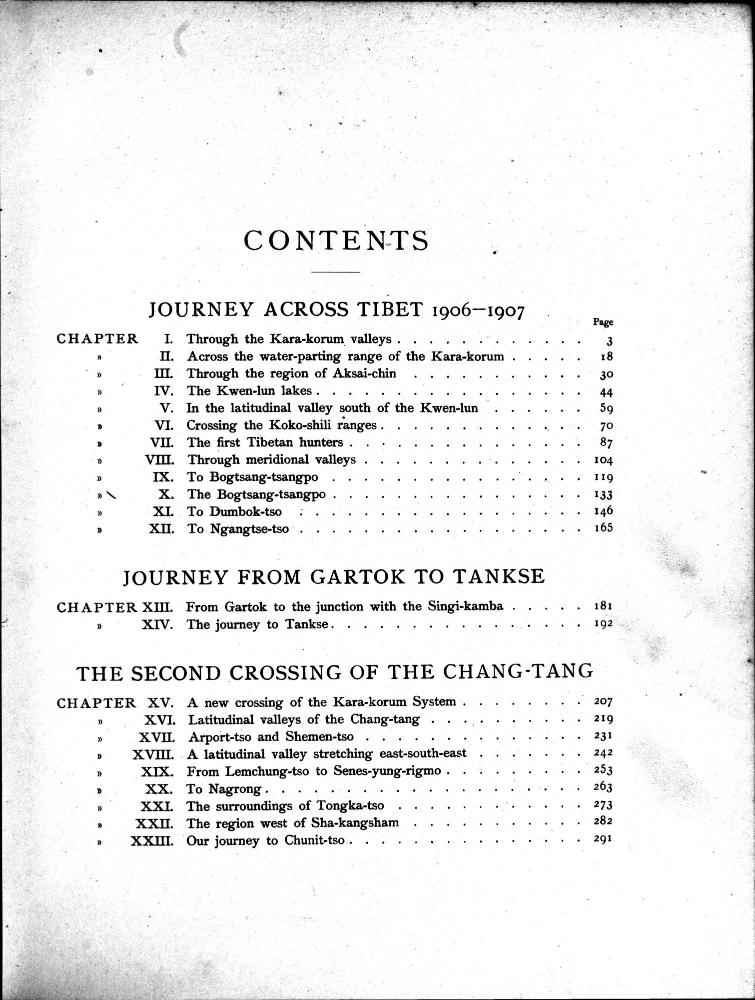 CONTENTS
JOURNEY ACROSS TIBET 1906—1907
Page
CHAPTER I. Through the Kara-korum valleys . . . . . . . . . . . . 3
» II. Across the water-parting range of the Kara-korum . . . . . 18
» III. Through the region of Aksai-chin . . . . . . . . . . . 30
» IV. The Kwen-lun lakes . . . . . . . . . . . . . . . . 44
» V. In the latitudinal valley south of the Kwen-lun . . . . . . 59
» VI. Crossing the Koko-shili ranges . . . . . . . . . . . . . 70
» VII. The first Tibetan hunters . . . . . . . . . . . . . . 87
» VIII. Through meridional valleys . . . . . . . . . . . . . . 104
» IX. To Bogtsang-tsangpo . . . . . . . . . . . . . . . . 119
» X. The Bogtsang-tsangpo . . . . . . . . . . . . . . . . 133
» XI. To Dumbok-tso . . . . . . . . . . . . . . . . . . 146
» XII. To Ngangtse-tso . . . . . . . . . . . . . . . . . . 165
JOURNEY FROM GARTOK TO TANKSE
CHAPTER XIII. From Gartok to the junction with the Singi-kamba . . . . . 181
» XIV. The journey to Tankse . . . . . . . . . . . . . . . . 192
THE SECOND CROSSING OF THE CHANG-TANG
CHAPTER XV. A new crossing of the Kara-korum System . . . . . . . . 207
» XVI. Latitudinal valleys of the Chang-tang . . . . . . . . . . 219
» XVII. Arport-tso and Shemen-tso . . . . . . . . . . . . . . 231
» XVIII. A latitudinal valley stretching east-south-east . . . . . . . 242
» XIX. From Lemchung-tso to Senes-yung-rigmo . . . . . . . . . 253
» XX. To Nagrong . . . . . . . . . . . . . . . . . . . 263
» XXI. The surroundings of Tongka-tso . . . . . . . . . . . . 273
» XXII. The region west of Sha-kangsham . . . . . . . . . . . 282
» XXIII. Our journey to Chunit-tso . . . . . . . . . . . . . . 291